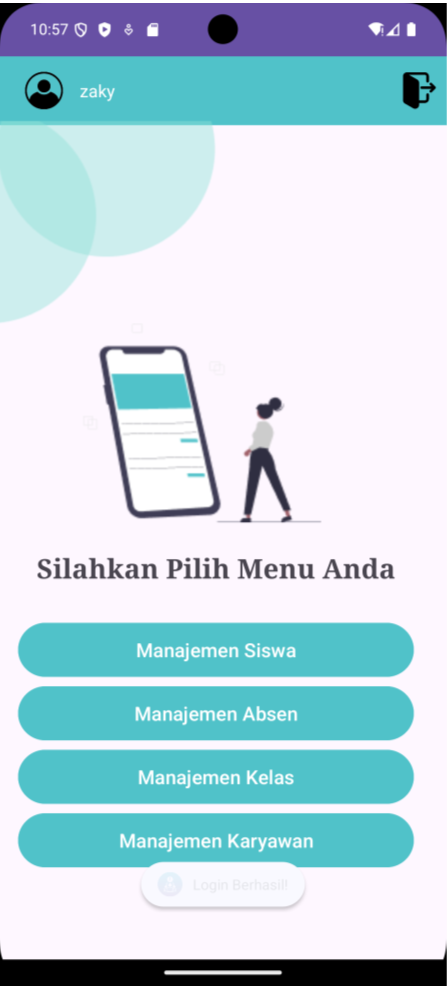 10:57
zaky
Silahkan Pilih Menu Anda
Manajemen Siswa
Manajemen Absen
Manajemen Kelas
Manajemen Karyawan
Login Berhasil!